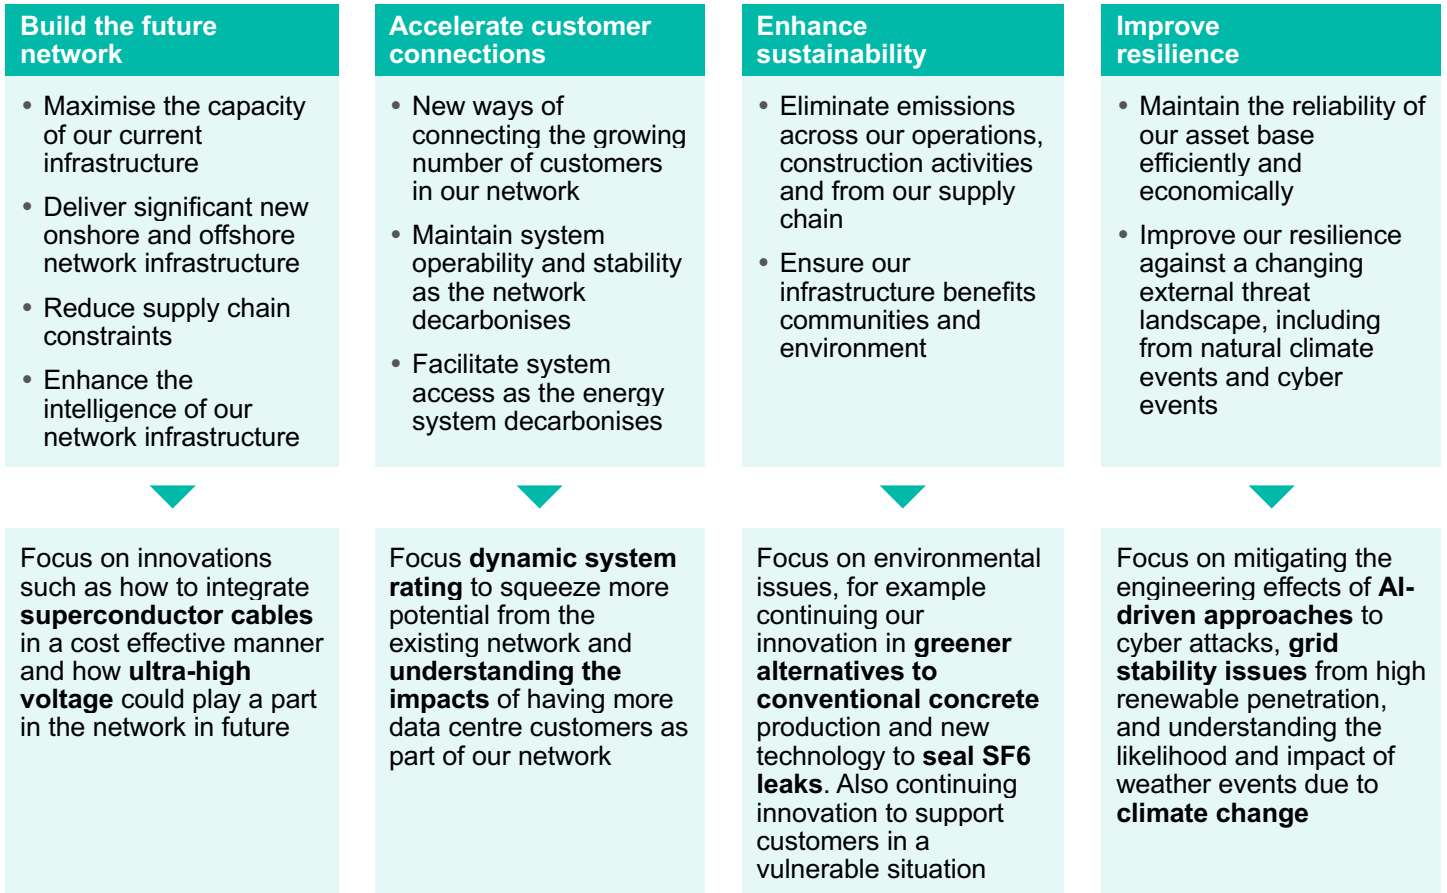 Build the future
network
• Maximise the capacity
of our current
infrastructure
• Deliver significant new
onshore and offshore
network infrastructure
• Reduce supply chain
constraints
• Enhance the
intelligence of our
network infrastructure
Focus on innovations
such as how to integrate
superconductor cables
in a cost effective manner
and how ultra-high
voltage could play a part
in the network in future
Accelerate customer
connections
• New ways of
connecting the growing
number of customers
in our network
• Maintain system
operability and stability
as the network
decarbonises
• Facilitate system
access as the energy
system decarbonises
Focus dynamic system
rating to squeeze more
potential from the
existing network and
understanding the
impacts of having more
data centre customers as
part of our network
Enhance
sustainability
• Eliminate emissions
across our operations,
construction activities
and from our supply
chain
• Ensure our
infrastructure benefits
communities and
environment
Focus on environmental
issues, for example
continuing our
innovation in greener
alternatives to
conventional concrete
production and new
technology to seal SF6
leaks. Also continuing
innovation to support
customers in a
vulnerable situation
Improve
resilience
• Maintain the reliability of
our asset base
efficiently and
economically
• Improve our resilience
against a changing
external threat
landscape, including
from natural climate
events and cyber
events
Focus on mitigating the
engineering effects of AI-
driven approaches to
cyber attacks, grid
stability issues from high
renewable penetration,
and understanding the
likelihood and impact of
weather events due to
climate change